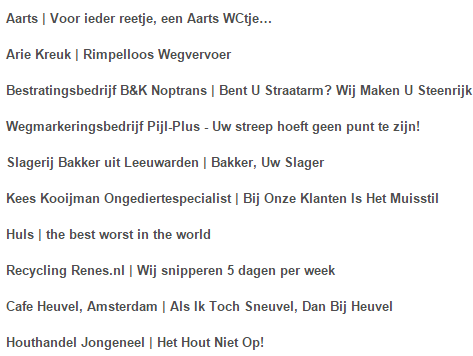 Aarts | Voor ieder reetje, een Aarts WCtje...
Arie Kreuk | Rimpelloos Wegvervoer
Bestratingsbedrijf B&K Noptrans | Bent U Straatarm? Wij Maken U Steenrijk
Wegmarkeringsbedrijf Pijl-Plus - Uw streep hoeft geen punt te zijn!
Slagerij Bakker uit Leeuwarden | Bakker, Uw Slager
Kees Kooijman Ongediertespecialist | Bij Onze Klanten Is Het Muisstil
Huls | the best worst in the world
Recycling Renes.nl | Wij snipperen 5 dagen per week
Cafe Heuvel, Amsterdam | Als Ik Toch Sneuvel, Dan Bij Heuvel
Houthandel Jongeneel | Het Hout Niet Op!